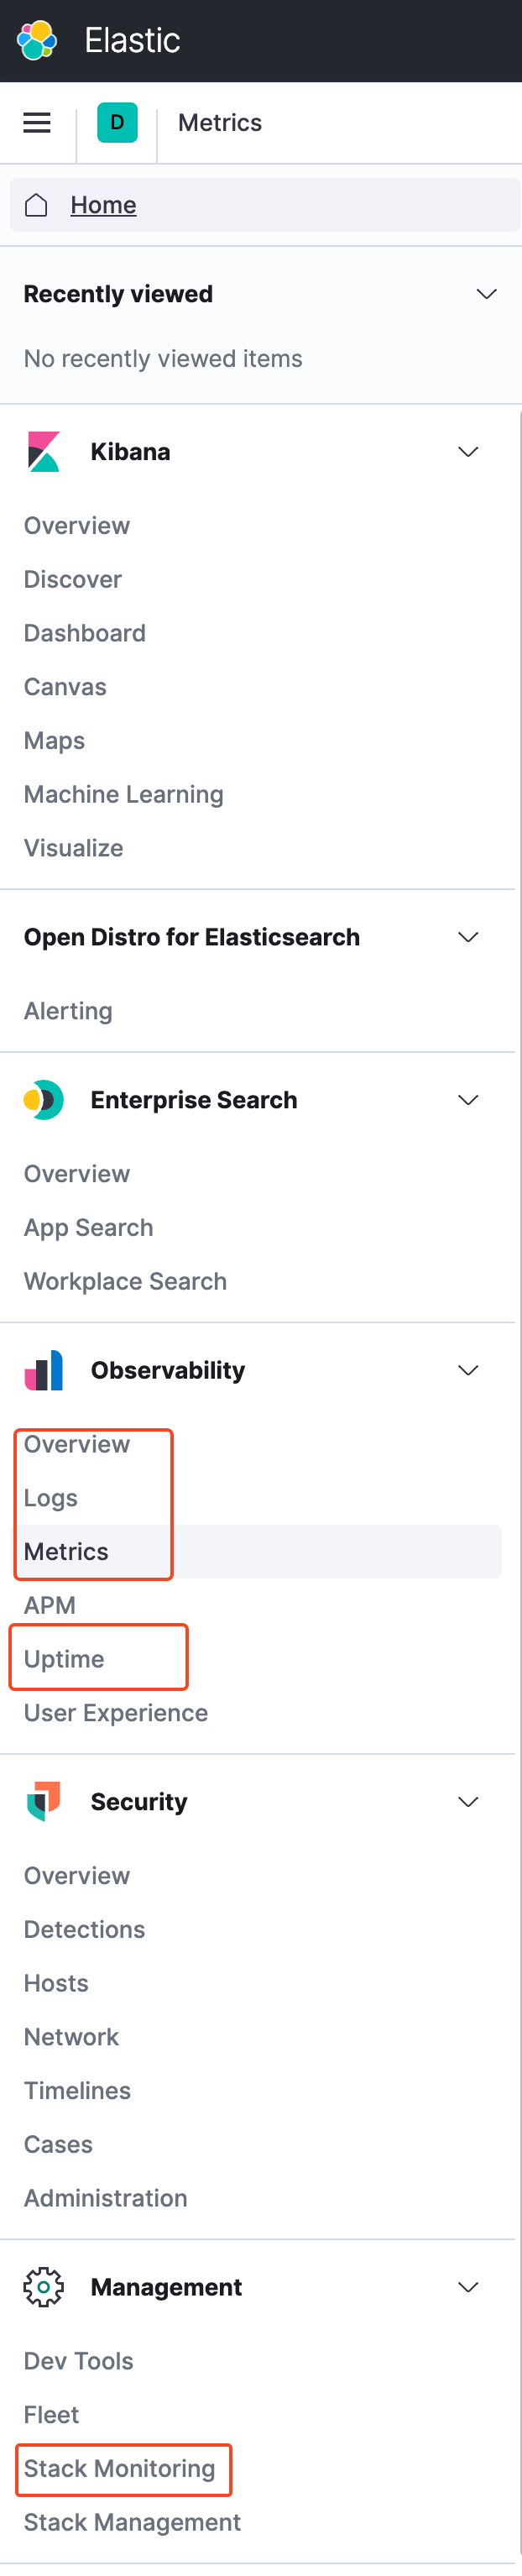 Elastic
D Metrics
Home
Recently viewed
No recently viewed items
Kibana
Overview
Discover
Dashboard
Canvas
Maps
Machine Learning
Visualize
Open Distro for Elasticsearch
Alerting
Enterprise Search
Overview
App Search
Workplace Search
Observability
Overview
Logs
Metrics
APM
Uptime
User Experience
Security
Overview
Detections
Hosts
Network
Timelines
Cases
Administration
Management
Dev Tools
Fleet
Stack Monitoring
Stack Management